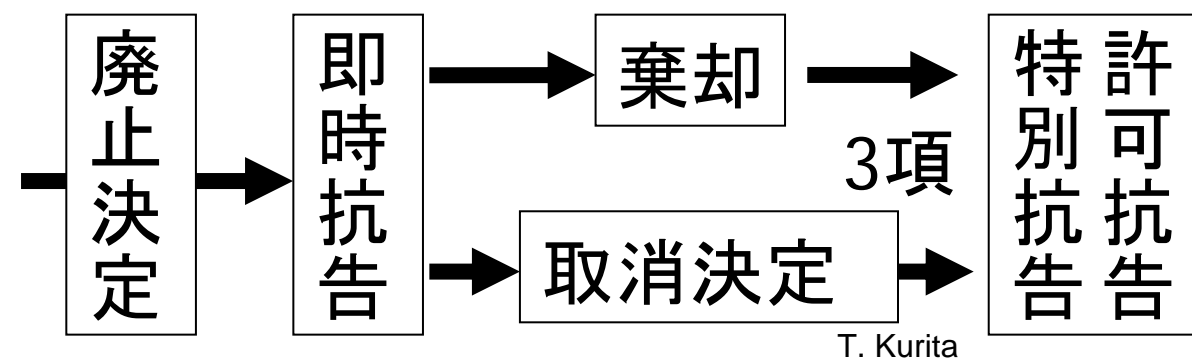 廃止決定
即時抗告
棄却
3項
取消決定
許可抗告
特別抗告
T. Kurita